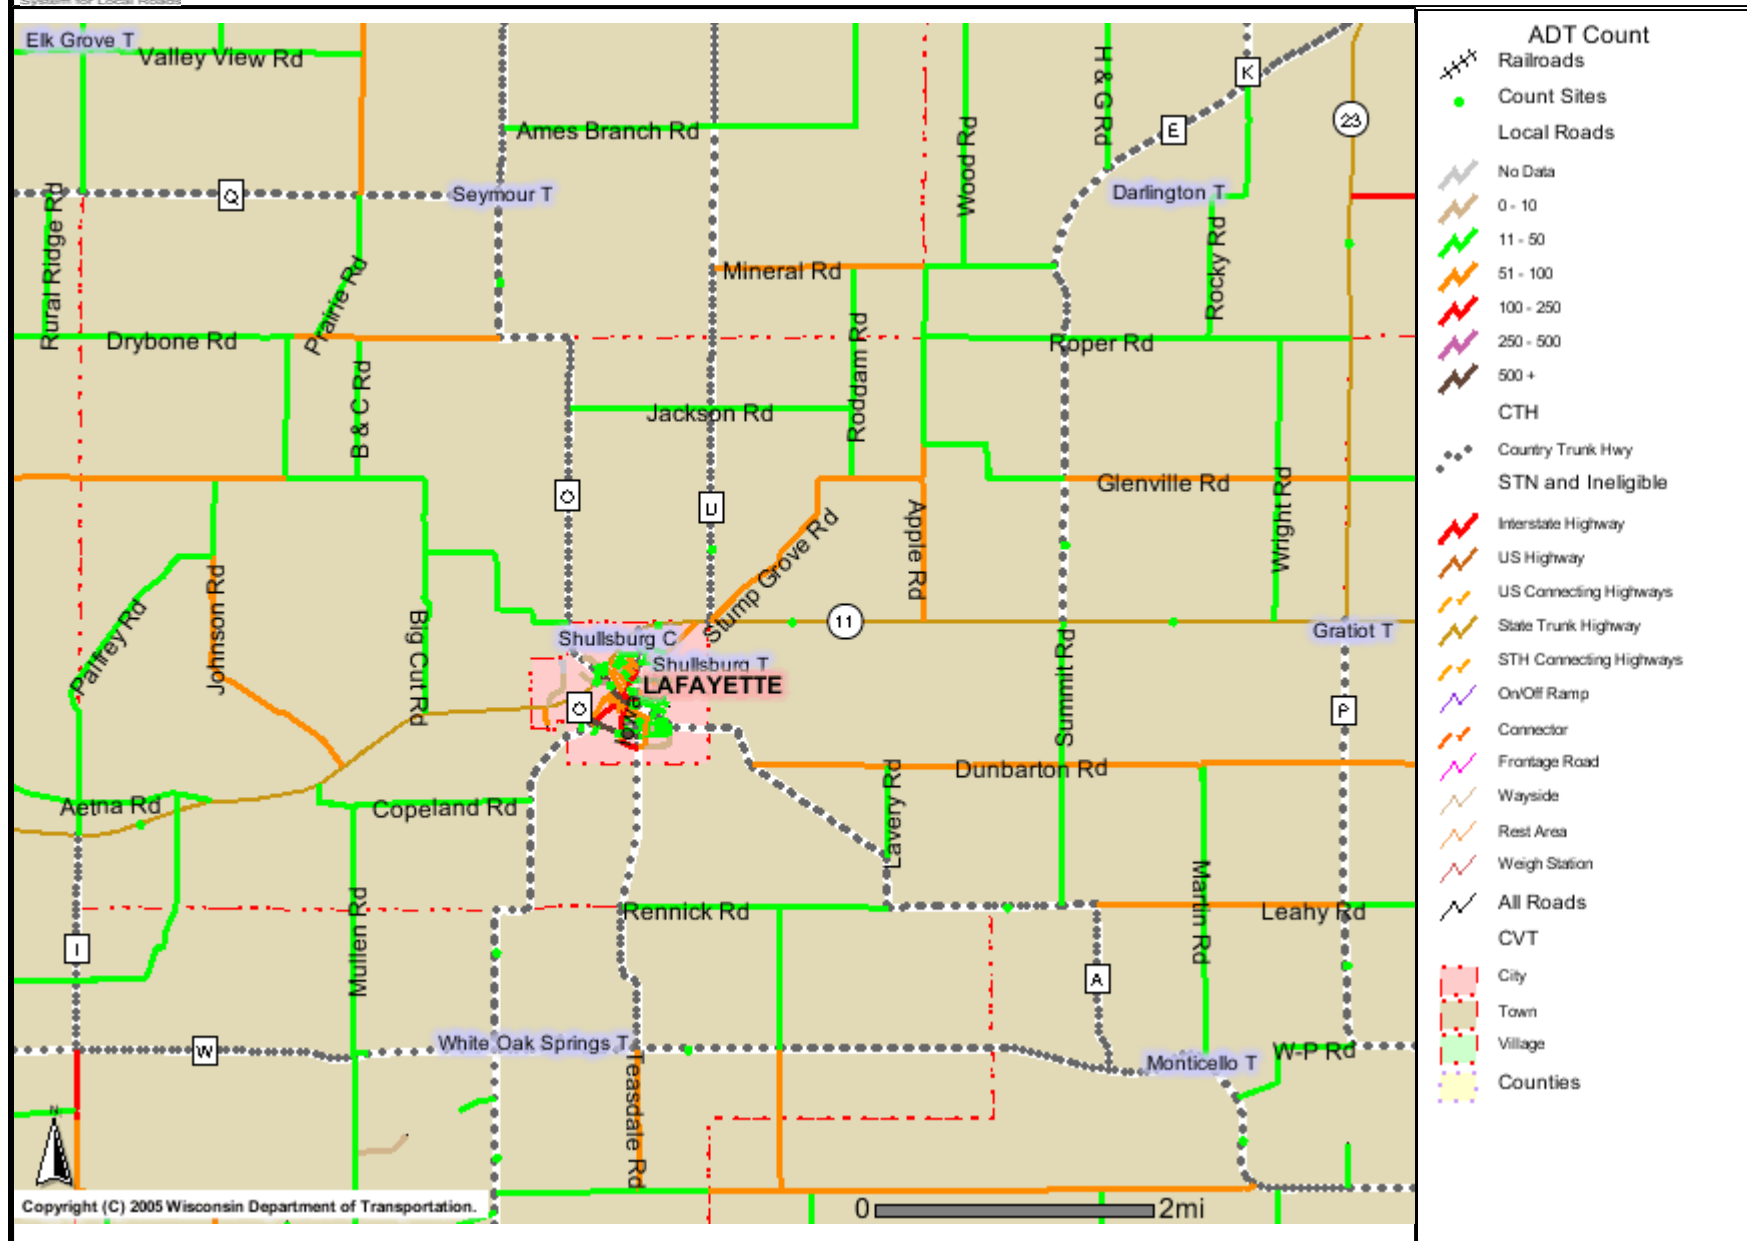 System for Local Roads
Elk Grove T
Valley View Rd
Ames Branch Rd
H & G Rd
Wood Rd
K
E
23
Q
Seymour T
Darlington T
Rural Ridge Rd
Prairie Rd
Mineral Rd
Rocky Rd
Drybone Rd
Roper Rd
B & C Rd
Roddam Rd
Jackson Rd
O
U
Glenville Rd
Wright Rd
Apple Rd
Stump Grove Rd
Palfrey Rd
Johnson Rd
Big Cut Rd
11
Shullsburg C
Shullsburg T
LAFAYETTE
O
Iowa
Summit Rd
Gratiot T
P
Aetna Rd
Copeland Rd
Lavery Rd
Dunbarton Rd
Mullen Rd
Rennick Rd
Martin Rd
Leahy Rd
I
A
W
White Oak Springs T
Teasdale Rd
Monticello T
W-P Rd
N
Copyright (C) 2005 Wisconsin Department of Transportation.
0 2mi
ADT Count
Railroads
Count Sites
Local Roads
No Data
0 - 10
11 - 50
51 - 100
100 - 250
250 - 500
500 +
CTH
Country Trunk Hwy
STN and Ineligible
Interstate Highway
US Highway
US Connecting Highways
State Trunk Highway
STH Connecting Highways
On/Off Ramp
Connector
Frontage Road
Wayside
Rest Area
Weigh Station
All Roads
CVT
City
Town
Village
Counties